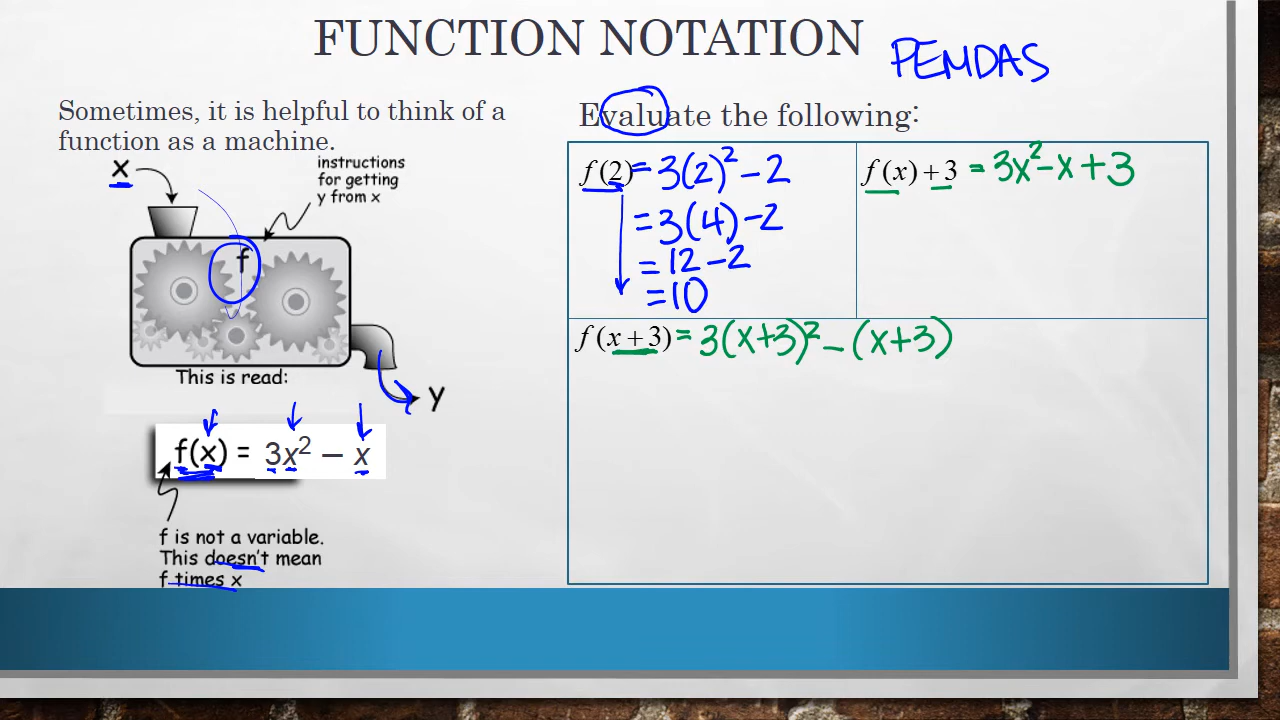 FUNCTION NOTATION
PEMDAS
Sometimes, it is helpful to think of a
function as a machine.
x
instructions
for getting
y from x
f
y
This is read:
f(x) = 3x² − x
f is not a variable.
This doesn't mean
f times x
Evaluate the following:
f(2) = 3(2)² - 2
= 3(4) - 2
= 12 - 2
= 10
f(x) + 3 = 3x² - x + 3
f(x + 3) = 3(x+3)² - (x+3)